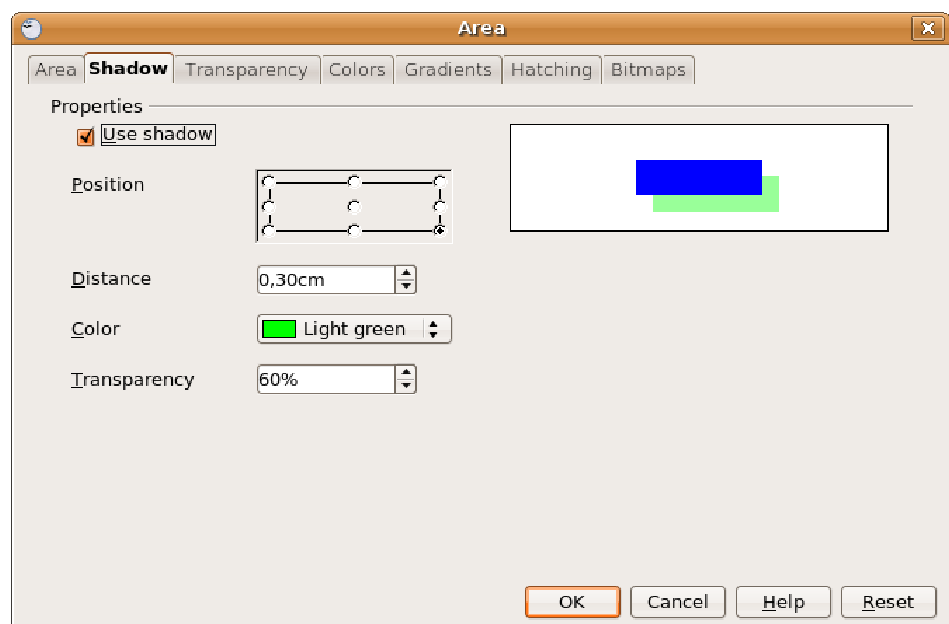 Area
Area Shadow Transparency Colors Gradients Hatching Bitmaps
Properties
Use shadow
Position
Distance 0,30cm
Color Light green
Transparency 60%
OK Cancel Help Reset